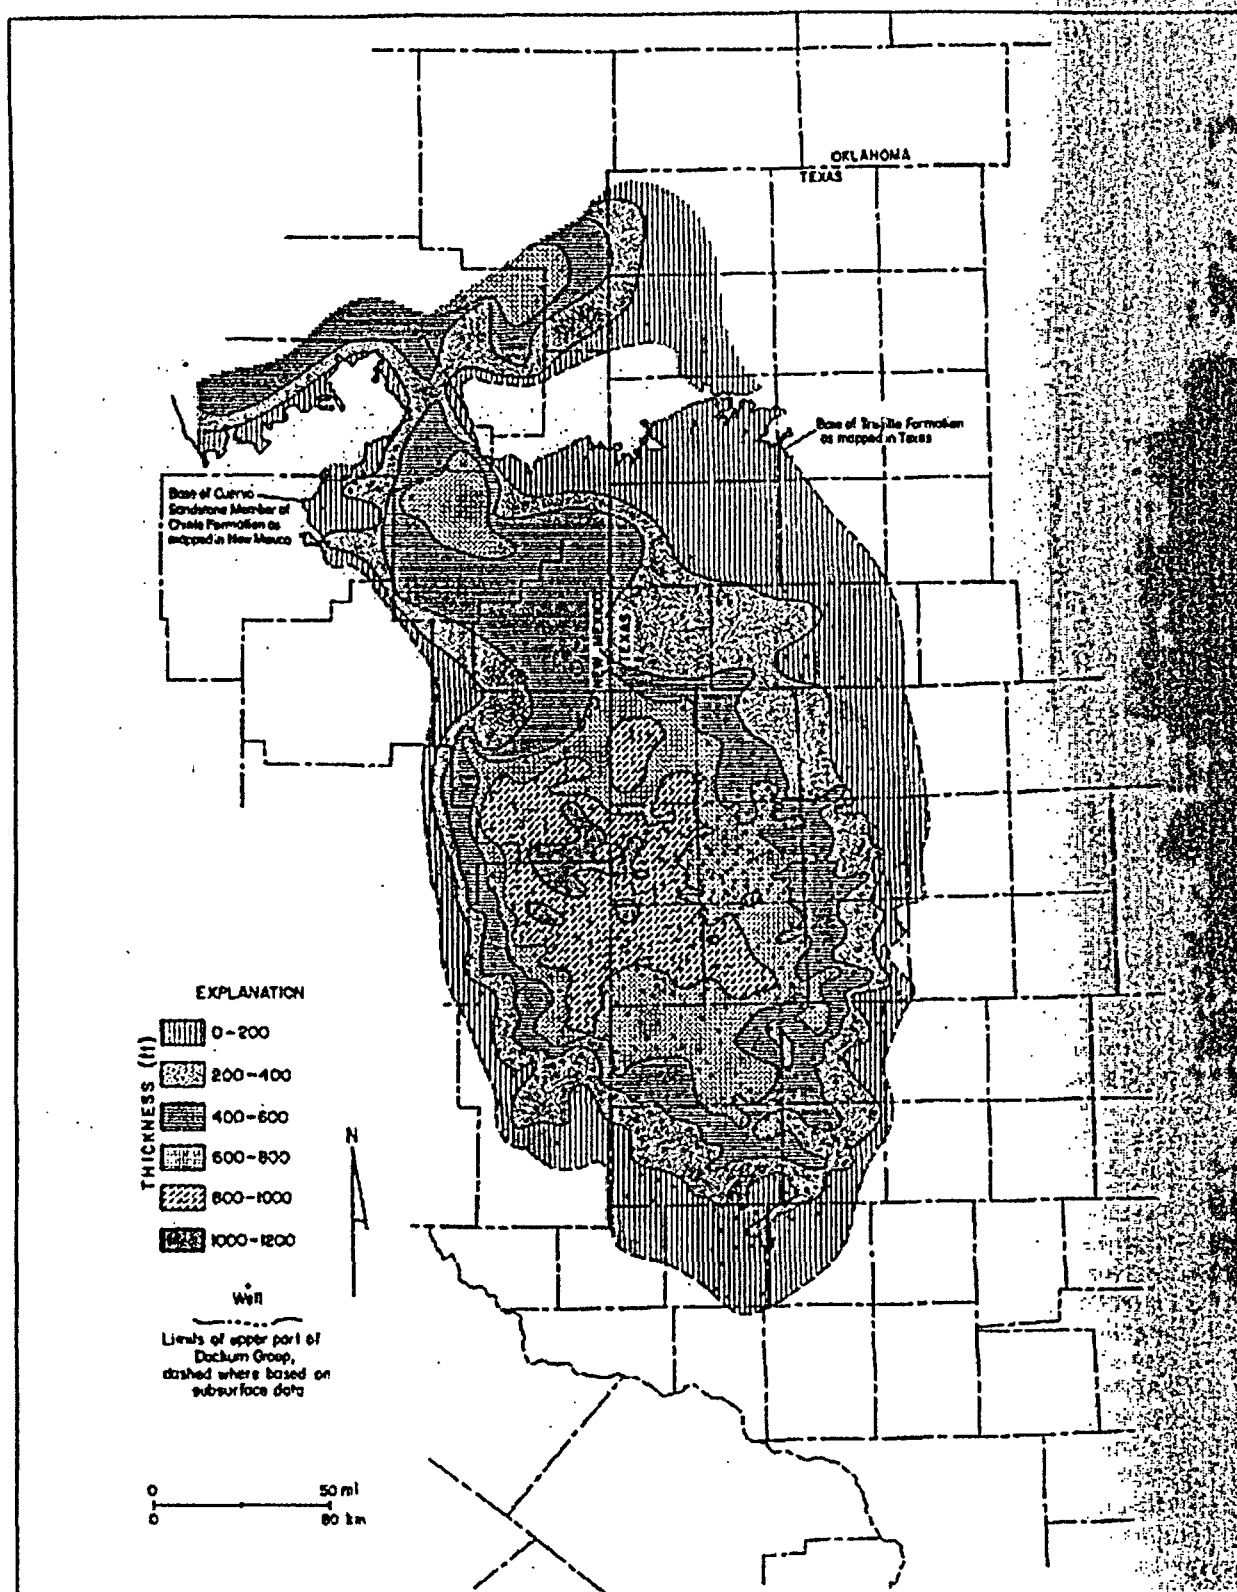 OKLAHOMA
TEXAS
Base of Trujillo Formation
as mapped in Texas
Base of Cuervo
Sandstone Member of
Chinle Formation as
mapped in New Mexico
NEW MEXICO
TEXAS
EXPLANATION
THICKNESS (ft)
0-200
200-400
400-600
600-800
800-1000
1000-1200
N
Well
Limits of upper part of
Dockum Group,
dashed where based on
subsurface data
0 50 mi
0 80 km